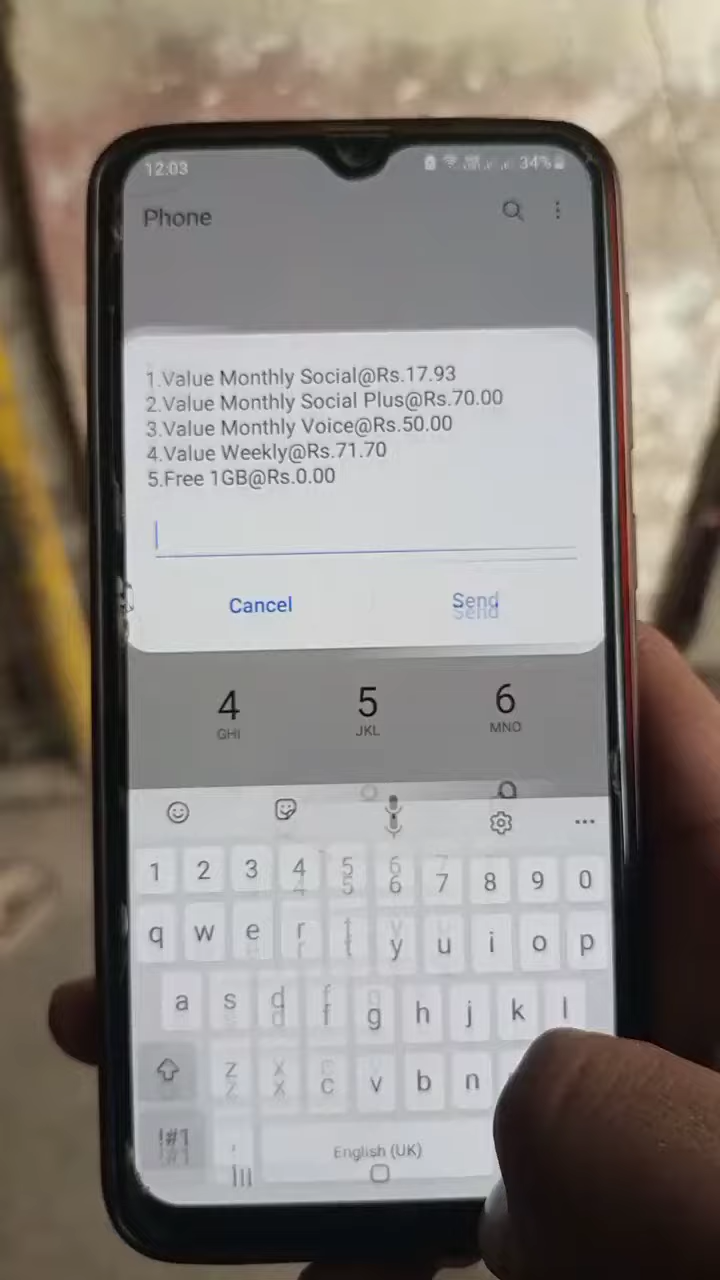 12:03
34%
Phone
1.Value Monthly Social@Rs.17.93
2.Value Monthly Social Plus@Rs.70.00
3.Value Monthly Voice@Rs.50.00
4.Value Weekly@Rs.71.70
5.Free 1GB@Rs.0.00
Cancel Send
4 5 6
GHI JKL MNO
1 2 3 4 5 6 7 8 9 0
q w e r t y u i o p
a s d f g h j k l
z x c v b n
!#1 , English (UK)